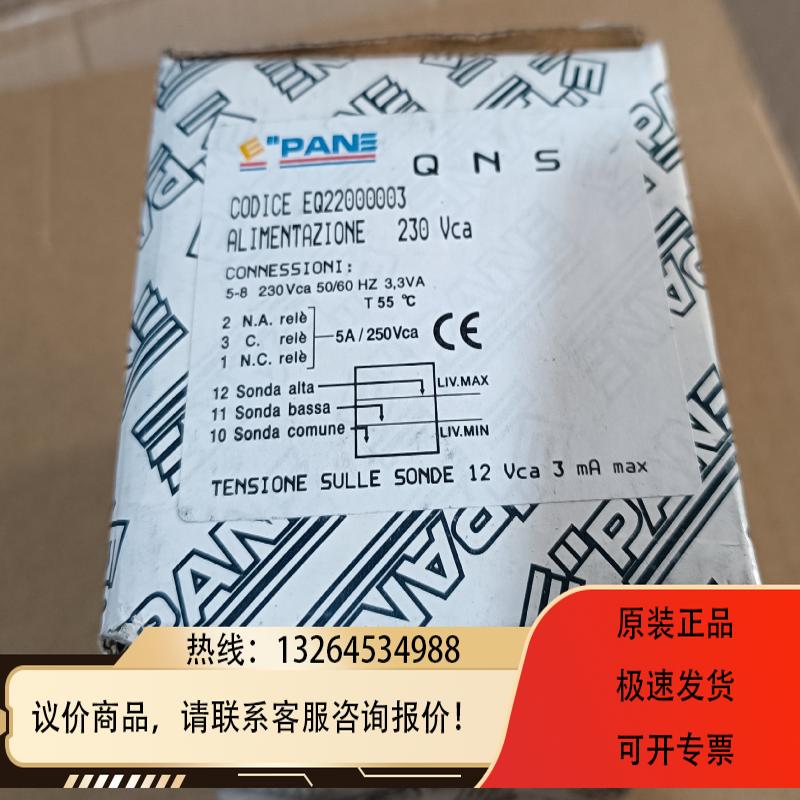 E"PANE
QNS
CODICE EQ22000003
ALIMENTAZIONE 230 Vca
CONNESSIONI:
5-8 230Vca 50/60 HZ 3,3VA
T 55 °C
2 N.A. relè
3 C. relè
5A/250Vca
1 N.C. relè
CE
12 Sonda alta
LIV.MAX
11 Sonda bassa
10 Sonda comune
LIV.MIN
TENSIONE SULLE SONDE 12 Vca 3 mA max
热线：13264534988
议价商品，请联系客服咨询报价！
原装正品
极速发货
可开专票